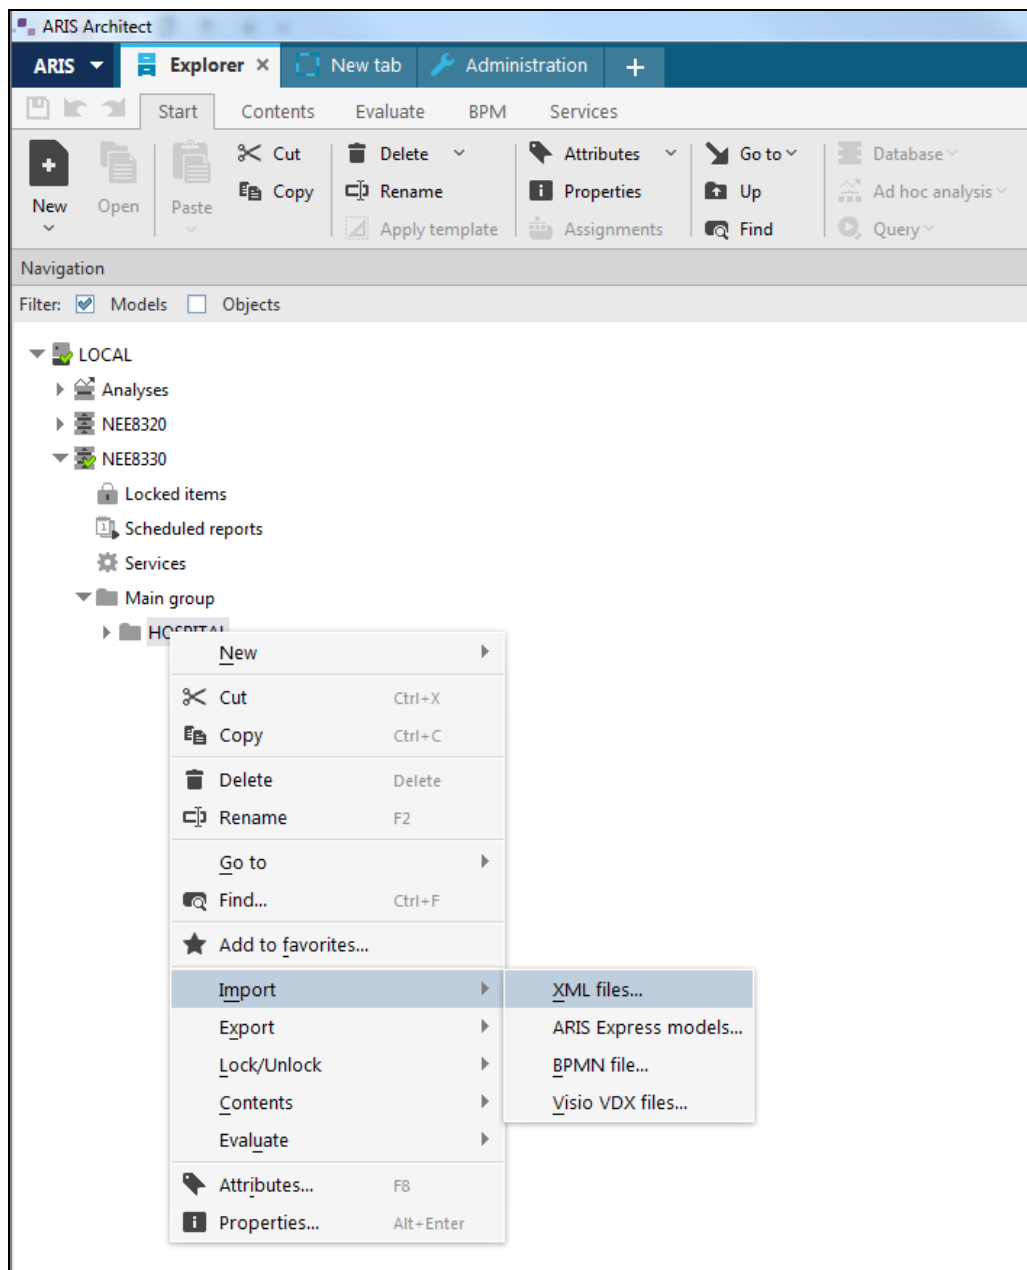 ARIS Architect
ARIS Explorer × New tab Administration +
Start Contents Evaluate BPM Services
Cut Delete Attributes Go to Database
Copy Rename Properties Up Ad hoc analysis
New Open Paste
Apply template Assignments Find Query
Navigation
Filter: Models Objects
LOCAL
Analyses
NEE8320
NEE8330
Locked items
Scheduled reports
Services
Main group
HOSPITAL
New
Cut Ctrl+X
Copy Ctrl+C
Delete Delete
Rename F2
Go to
Find... Ctrl+F
Add to favorites...
Import XML files...
Export ARIS Express models...
Lock/Unlock BPMN file...
Contents Visio VDX files...
Evaluate
Attributes... F8
Properties... Alt+Enter